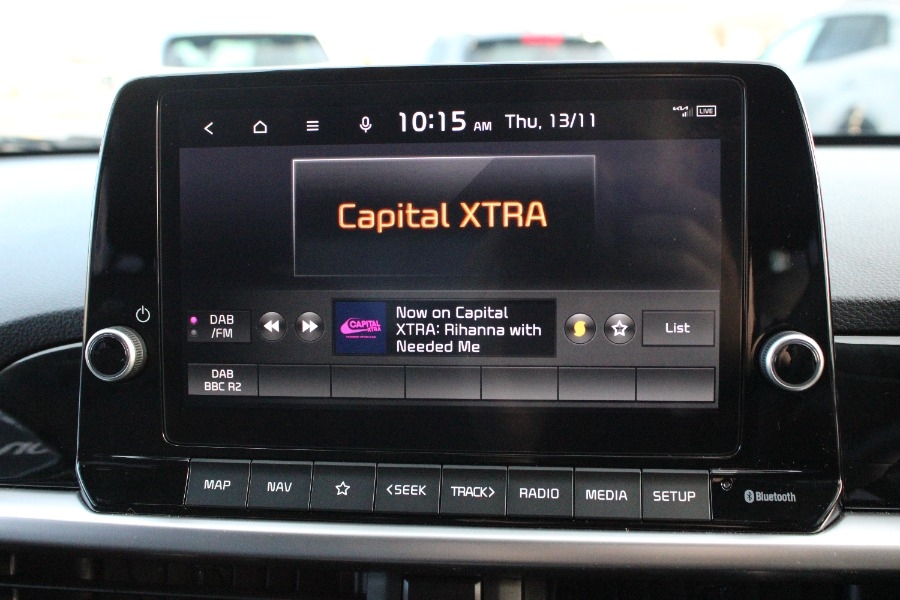 10:15 AM Thu, 13/11
KIA LIVE
Capital XTRA
DAB
/FM
CAPITAL
XTRA
Now on Capital
XTRA: Rihanna with
Needed Me
List
DAB
BBC R2
MAP NAV <SEEK TRACK> RADIO MEDIA SETUP
Bluetooth